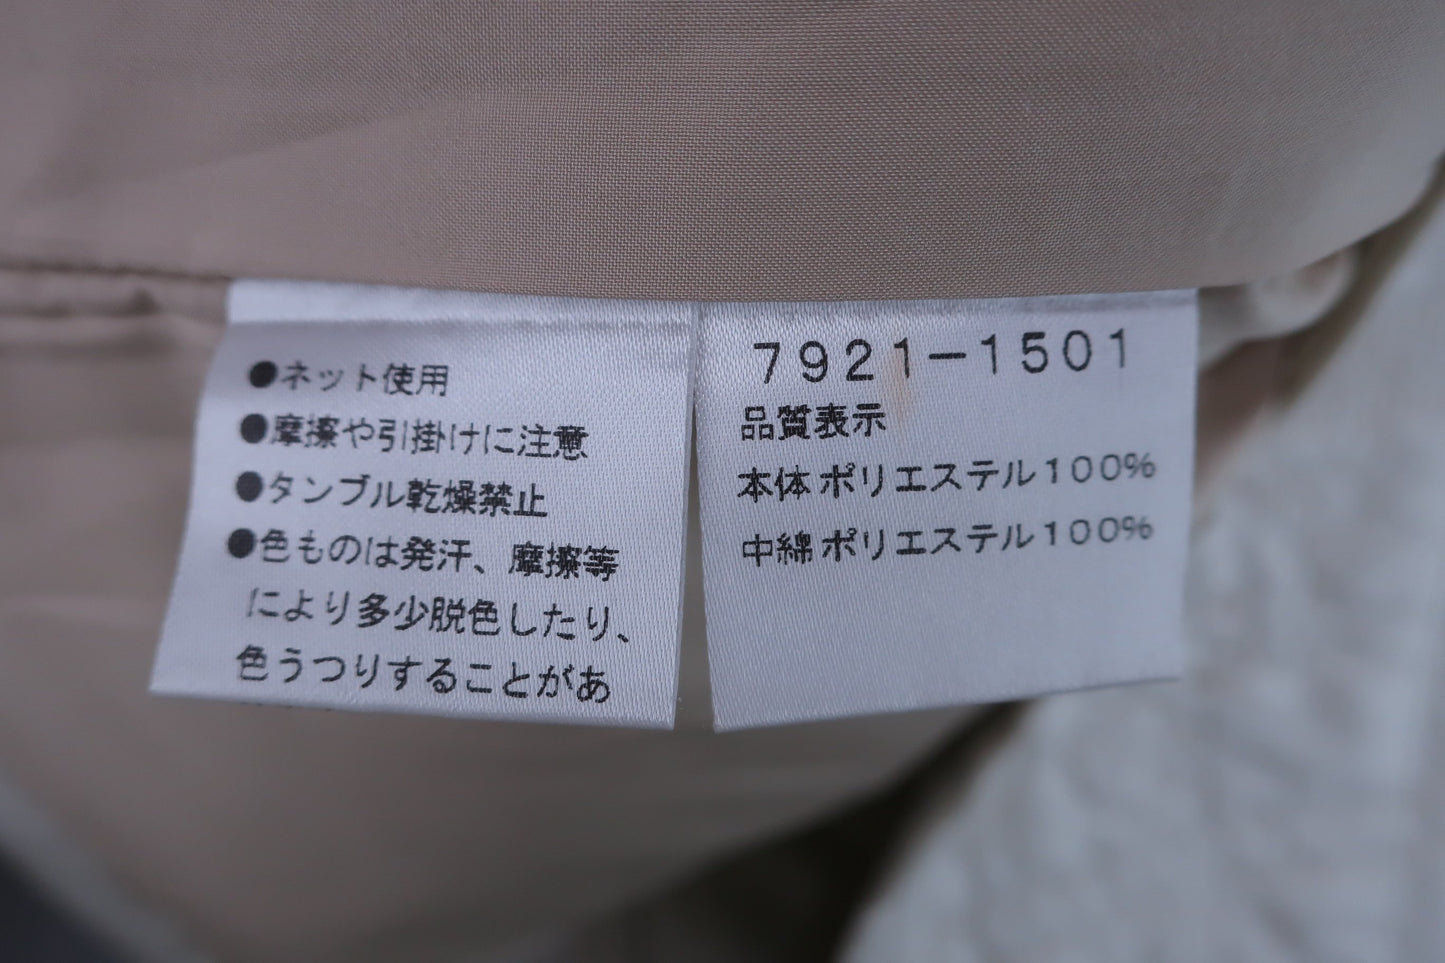 ●ネット使用
●摩擦や引掛けに注意
●タンブル乾燥禁止
●色ものは発汗、摩擦等
により多少脱色したり、
色うつりすることがあ
7921-1501
品質表示
本体 ポリエステル100%
中綿 ポリエステル100%